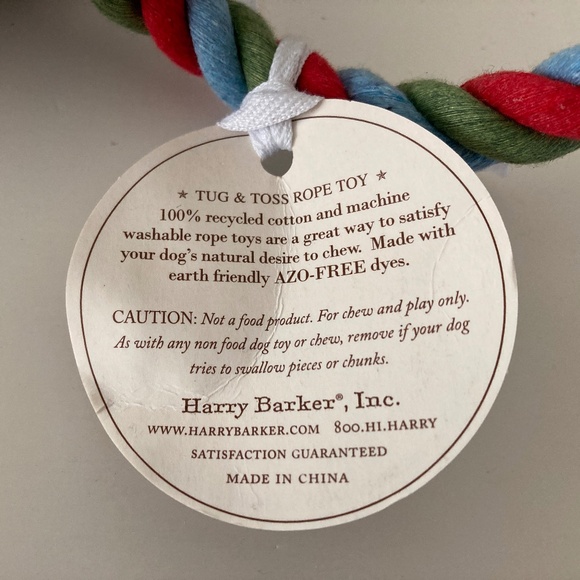 ★ TUG & TOSS ROPE TOY ★
100% recycled cotton and machine
washable rope toys are a great way to satisfy
your dog's natural desire to chew. Made with
earth friendly AZO-FREE dyes.
CAUTION: Not a food product. For chew and play only.
As with any non food dog toy or chew, remove if your dog
tries to swallow pieces or chunks.
Harry Barker®, Inc.
WWW.HARRYBARKER.COM 800.HI.HARRY
SATISFACTION GUARANTEED
MADE IN CHINA